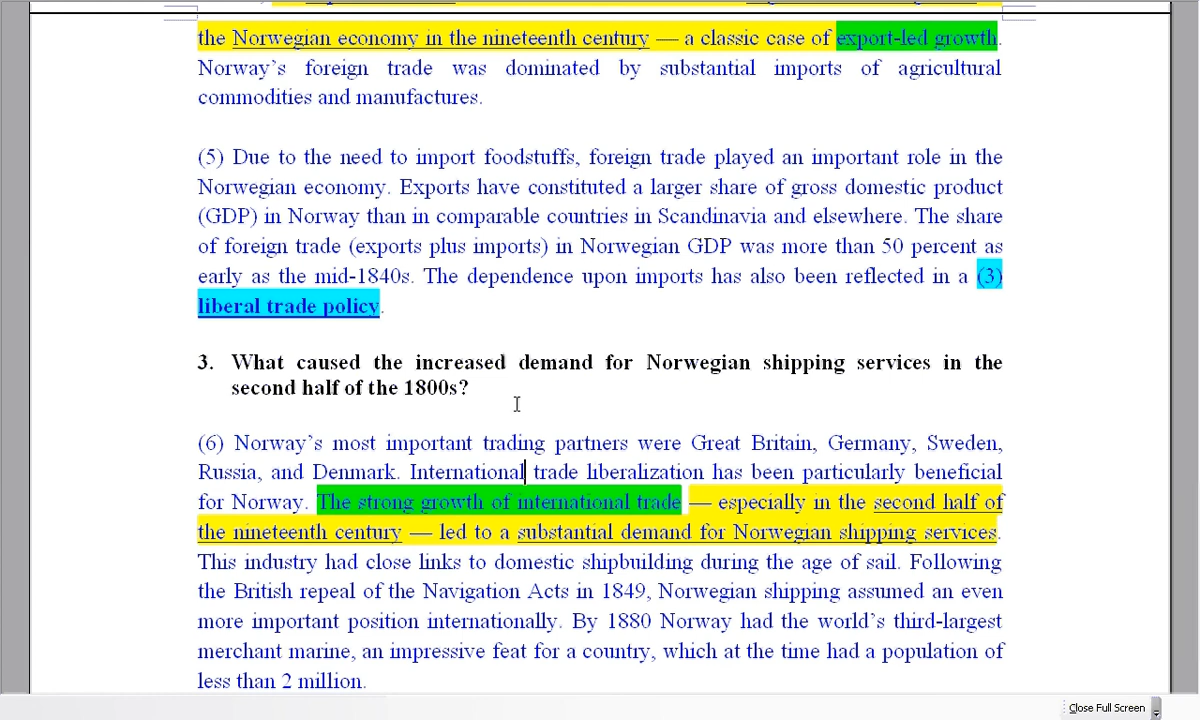 the Norwegian economy in the nineteenth century — a classic case of export-led growth.
Norway’s foreign trade was dominated by substantial imports of agricultural
commodities and manufactures.
(5) Due to the need to import foodstuffs, foreign trade played an important role in the
Norwegian economy. Exports have constituted a larger share of gross domestic product
(GDP) in Norway than in comparable countries in Scandinavia and elsewhere. The share
of foreign trade (exports plus imports) in Norwegian GDP was more than 50 percent as
early as the mid-1840s. The dependence upon imports has also been reflected in a (3)
liberal trade policy.
3. What caused the increased demand for Norwegian shipping services in the
second half of the 1800s?
(6) Norway’s most important trading partners were Great Britain, Germany, Sweden,
Russia, and Denmark. International trade liberalization has been particularly beneficial
for Norway. The strong growth of international trade — especially in the second half of
the nineteenth century — led to a substantial demand for Norwegian shipping services.
This industry had close links to domestic shipbuilding during the age of sail. Following
the British repeal of the Navigation Acts in 1849, Norwegian shipping assumed an even
more important position internationally. By 1880 Norway had the world’s third-largest
merchant marine, an impressive feat for a country, which at the time had a population of
less than 2 million.
Close Full Screen